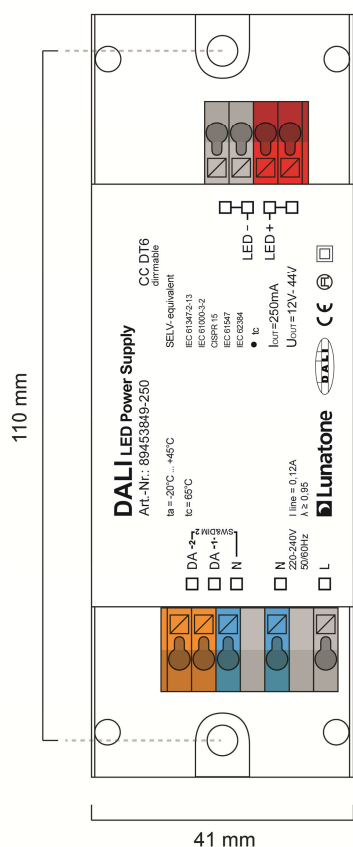 110 mm
41 mm
DALI LED Power Supply
Art.-Nr.: 89453849-250
CC DT6
dimmable
ta = -20°C ... +45°C
tc = 65°C
SELV- equivalent
IEC 61347-2-13
IEC 61000-3-2
CISPR 15
IEC 61547
IEC 62384
● tc
LED -
LED +
IOUT=250mA
UOUT=12V- 44V
DA -2-
DA -1-
N
SW&DIM 2
N
220-240V
50/60Hz
L
I line = 0,12A
λ ≥ 0,95
Lunatone
DALI
CE